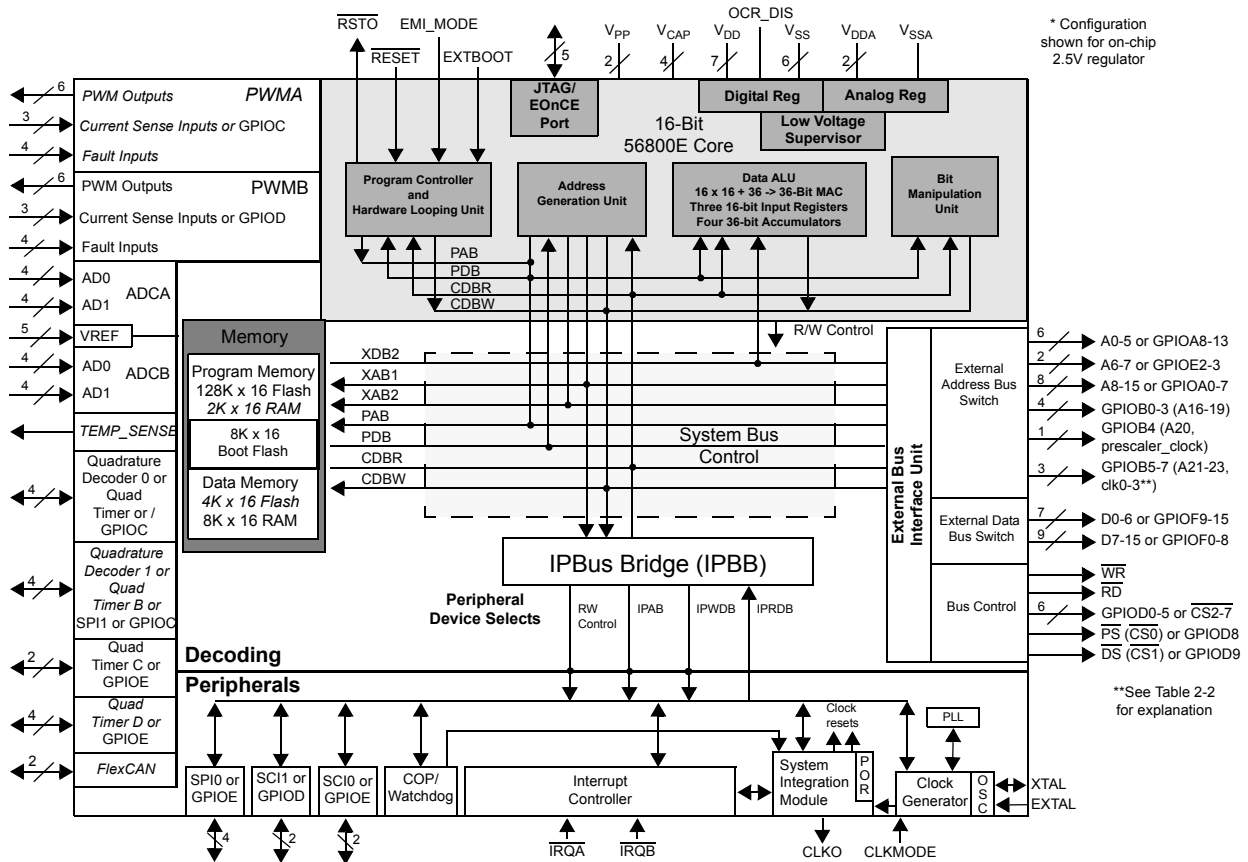 RSTO
EMI_MODE
OCR_DIS
RESET
EXTBOOT
5
VPP
2
VCAP
4
VDD
7
VSS
6
VDDA
2
VSSA
* Configuration
shown for on-chip
2.5V regulator
6
PWM Outputs
PWMA
3
Current Sense Inputs or GPIOC
4
Fault Inputs
6
PWM Outputs
PWMB
3
Current Sense Inputs or GPIOD
4
Fault Inputs
4
AD0
ADCA
4
AD1
5
VREF
4
AD0
ADCB
4
AD1
TEMP_SENSE
4
Quadrature
Decoder 0 or
Quad
Timer or /
GPIOC
4
Quadrature
Decoder 1 or
Quad
Timer B or
SPI1 or GPIOC
2
Quad
Timer C or
GPIOE
4
Quad
Timer D or
GPIOE
2
FlexCAN
JTAG/
EOnCE
Port
16-Bit
56800E Core
Digital Reg
Analog Reg
Low Voltage
Supervisor
Program Controller
and
Hardware Looping Unit
Address
Generation Unit
Data ALU
16 x 16 + 36 -> 36-Bit MAC
Three 16-bit Input Registers
Four 36-bit Accumulators
Bit
Manipulation
Unit
PAB
PDB
CDBR
CDBW
R/W Control
Memory
Program Memory
128K x 16 Flash
2K x 16 RAM
8K x 16
Boot Flash
Data Memory
4K x 16 Flash
8K x 16 RAM
XDB2
XAB1
XAB2
PAB
PDB
CDBR
CDBW
System Bus
Control
External Bus
Interface Unit
External
Address Bus
Switch
External Data
Bus Switch
Bus Control
6
A0-5 or GPIOA8-13
2
A6-7 or GPIOE2-3
8
A8-15 or GPIOA0-7
4
GPIOB0-3 (A16-19)
1
GPIOB4 (A20,
prescaler_clock)
3
GPIOB5-7 (A21-23,
clk0-3**)
7
D0-6 or GPIOF9-15
9
D7-15 or GPIOF0-8
WR
RD
6
GPIOD0-5 or CS2-7
PS (CS0) or GPIOD8
DS (CS1) or GPIOD9
**See Table 2-2
for explanation
IPBus Bridge (IPBB)
Peripheral
Device Selects
RW
Control
IPAB
IPWDB
IPRDB
Decoding
Peripherals
Clock
resets
PLL
SPI0 or
GPIOE
SCI1 or
GPIOD
SCI0 or
GPIOE
COP/
Watchdog
Interrupt
Controller
System
Integration
Module
POR
Clock
Generator
OSC
XTAL
EXTAL
4
2
2
IRQA
IRQB
CLKO
CLKMODE